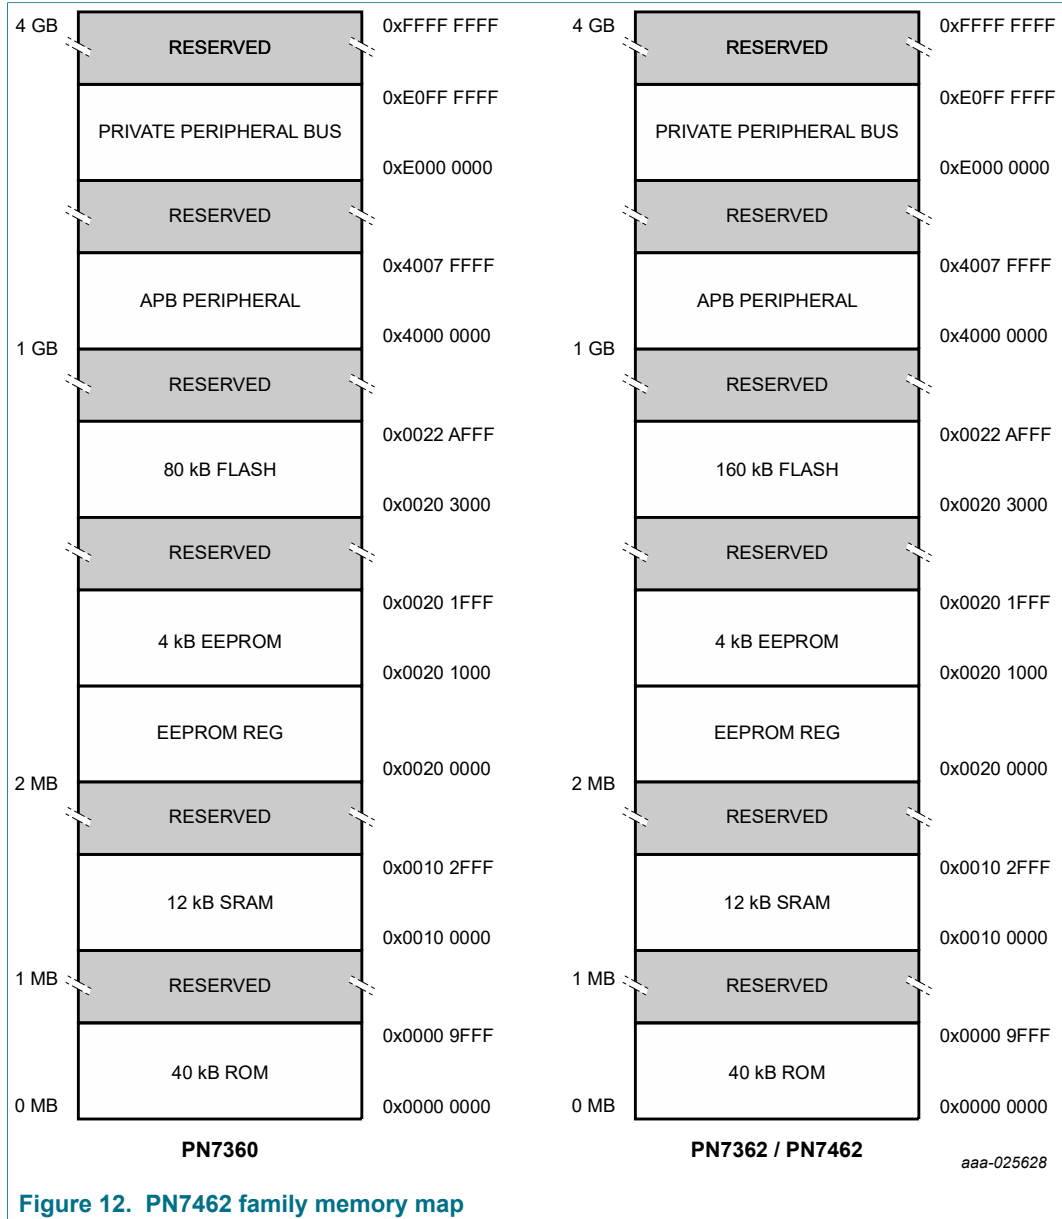 4 GB
RESERVED
0xFFFF FFFF
0xE0FF FFFF
PRIVATE PERIPHERAL BUS
0xE000 0000
RESERVED
0x4007 FFFF
APB PERIPHERAL
0x4000 0000
1 GB
RESERVED
0x0022 AFFF
80 kB FLASH
0x0020 3000
RESERVED
0x0020 1FFF
4 kB EEPROM
0x0020 1000
EEPROM REG
0x0020 0000
2 MB
RESERVED
0x0010 2FFF
12 kB SRAM
0x0010 0000
1 MB
RESERVED
0x0000 9FFF
40 kB ROM
0 MB
0x0000 0000
PN7360
4 GB
RESERVED
0xFFFF FFFF
0xE0FF FFFF
PRIVATE PERIPHERAL BUS
0xE000 0000
RESERVED
0x4007 FFFF
APB PERIPHERAL
0x4000 0000
1 GB
RESERVED
0x0022 AFFF
160 kB FLASH
0x0020 3000
RESERVED
0x0020 1FFF
4 kB EEPROM
0x0020 1000
EEPROM REG
0x0020 0000
2 MB
RESERVED
0x0010 2FFF
12 kB SRAM
0x0010 0000
1 MB
RESERVED
0x0000 9FFF
40 kB ROM
0 MB
0x0000 0000
PN7362 / PN7462
aaa-025628
Figure 12. PN7462 family memory map